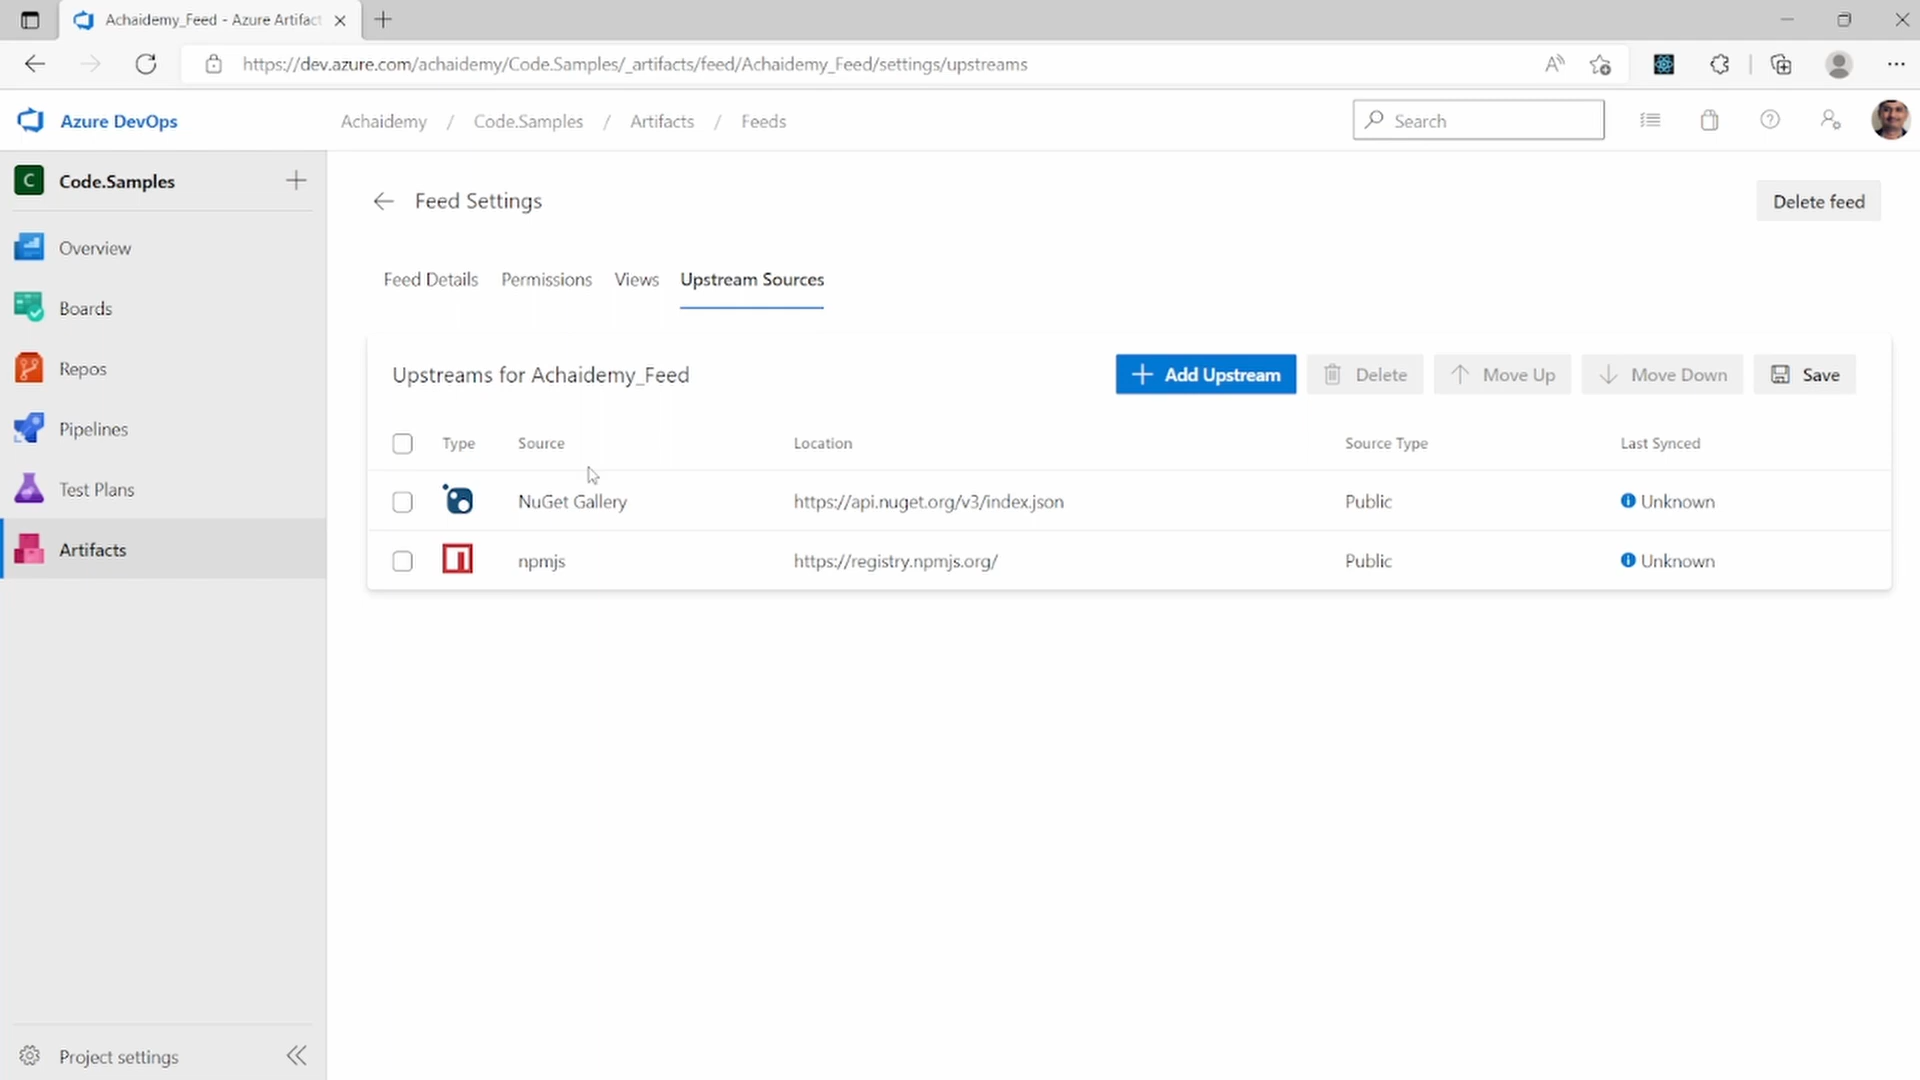 Achaidemy_Feed - Azure Artifact
https://dev.azure.com/achaidemy/Code.Samples/_artifacts/feed/Achaidemy_Feed/settings/upstreams
Azure DevOps
Achaidemy / Code.Samples / Artifacts / Feeds
Search
C Code.Samples
Overview
Boards
Repos
Pipelines
Test Plans
Artifacts
Project settings
Feed Settings
Delete feed
Feed Details Permissions Views Upstream Sources
Upstreams for Achaidemy_Feed
Add Upstream Delete Move Up Move Down Save
Type Source Location Source Type Last Synced
NuGet Gallery https://api.nuget.org/v3/index.json Public Unknown
npmjs https://registry.npmjs.org/ Public Unknown